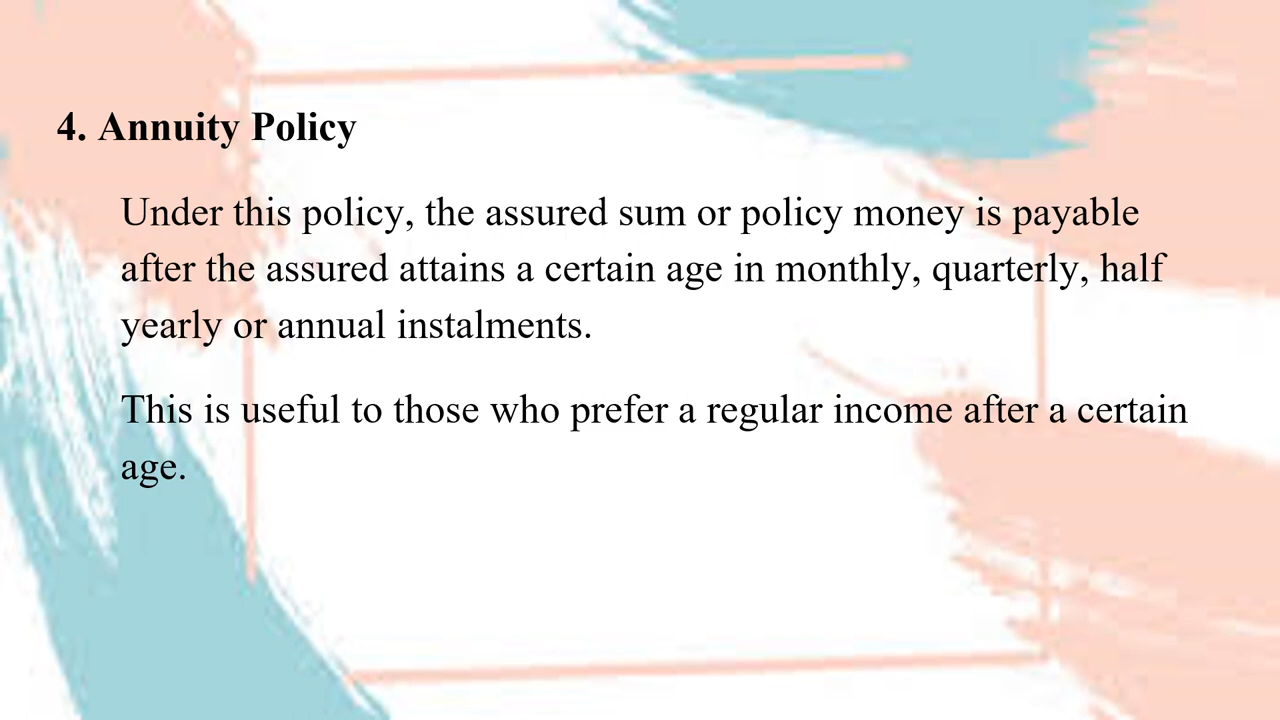 4. Annuity Policy
Under this policy, the assured sum or policy money is payable
after the assured attains a certain age in monthly, quarterly, half
yearly or annual instalments.
This is useful to those who prefer a regular income after a certain
age.